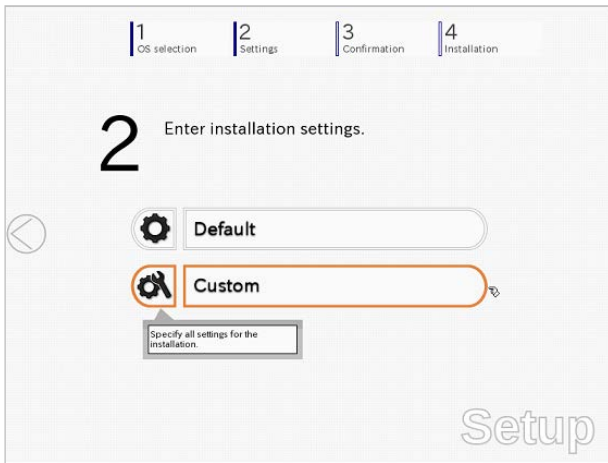 1
OS selection
2
Settings
3
Confirmation
4
Installation
2
Enter installation settings.
Default
Custom
Specify all settings for the
installation.
Setup